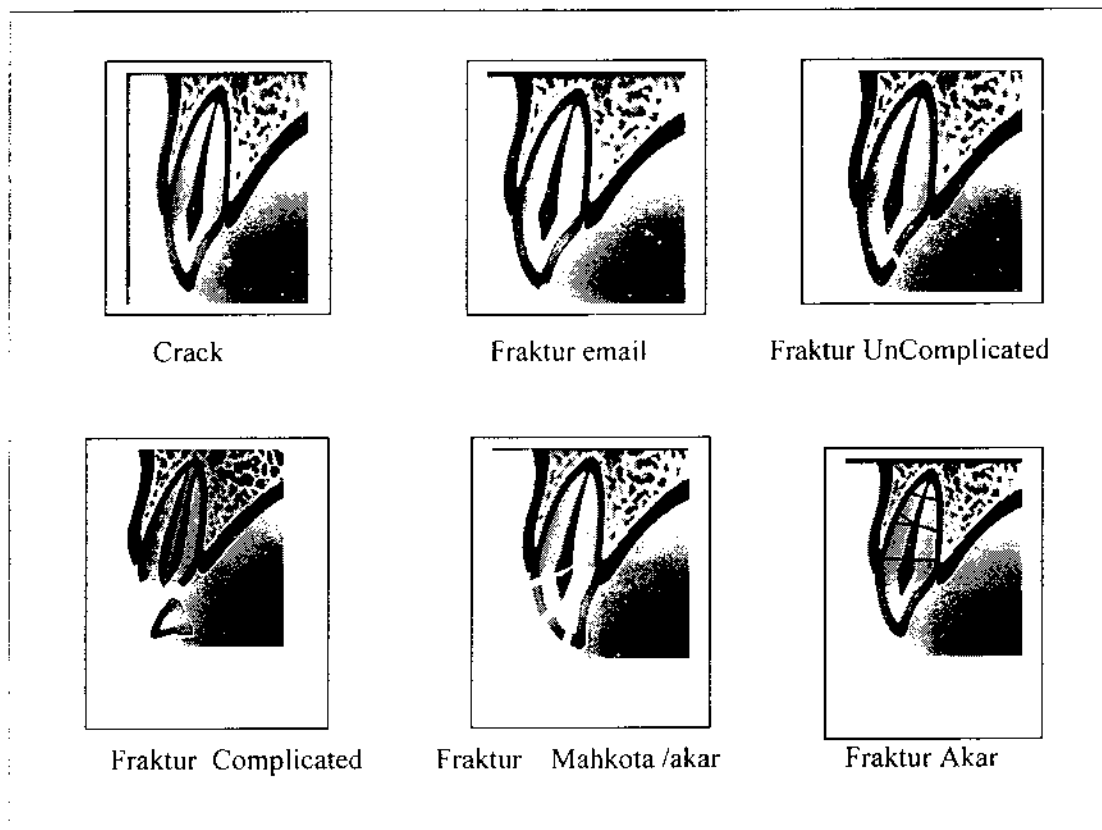 Crack
Fraktur email
Fraktur UnComplicated
Fraktur Complicated
Fraktur Mahkota /akar
Fraktur Akar